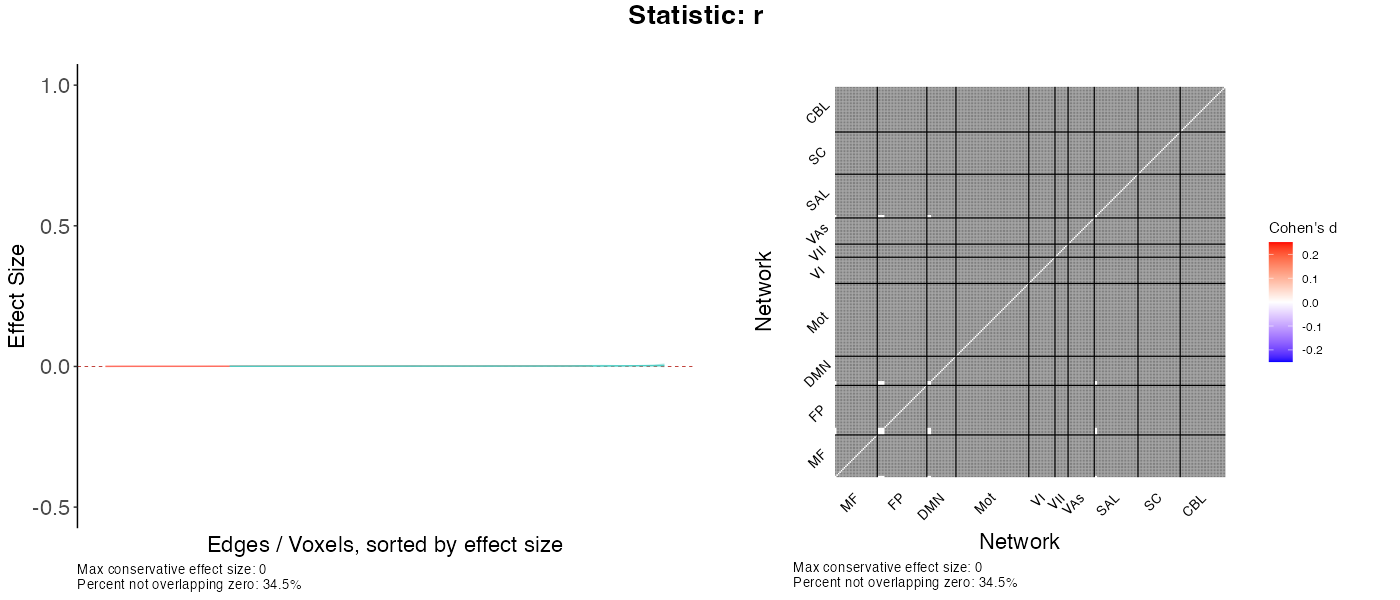 Statistic: r
1.0
0.5
0.0
-0.5
Effect Size
Edges / Voxels, sorted by effect size
Max conservative effect size: 0
Percent not overlapping zero: 34.5%
Network
CBL
SC
SAL
VAs
VII
VI
Mot
DMN
FP
MF
MF
FP
DMN
Mot
VI
VII
VAs
SAL
SC
CBL
Network
Max conservative effect size: 0
Percent not overlapping zero: 34.5%
Cohen's d
0.2
0.1
0.0
-0.1
-0.2